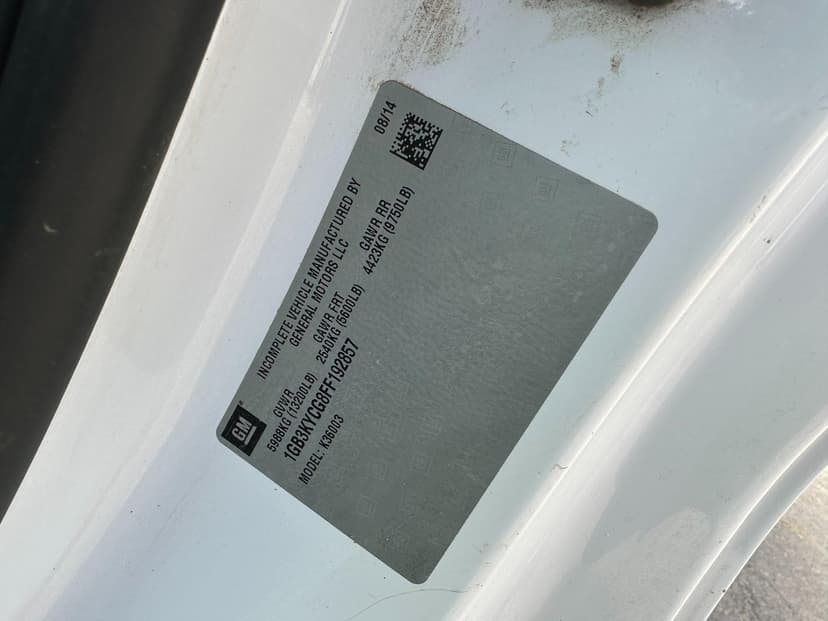 08/14
INCOMPLETE VEHICLE MANUFACTURED BY
GENERAL MOTORS LLC
GM
GVWR GAWR FRT GAWR RR
5988KG (13200LB) 2540KG (5600LB) 4423KG (9750LB)
1GB3KYCG8FF192857
MODEL: K36003